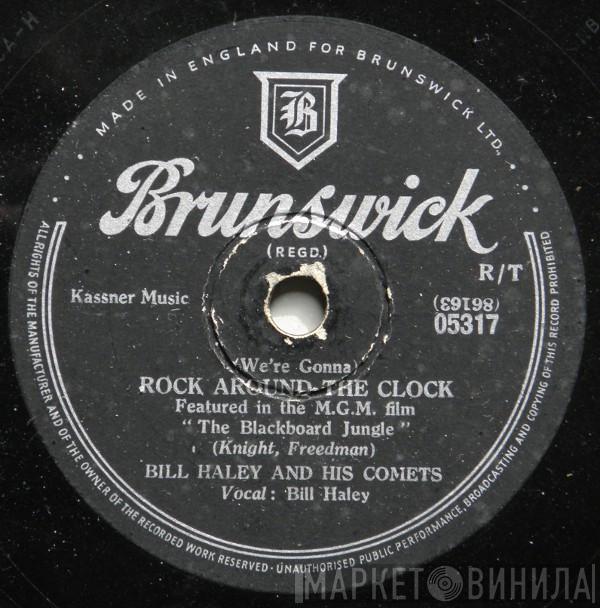 MADE IN ENGLAND FOR BRUNSWICK LTD.,
B
Brunswick
(REGD.)
R/T
Kassner Music
(86163)
05317
(We're Gonna)
ROCK AROUND THE CLOCK
Featured in the M.G.M. film
" The Blackboard Jungle "
(Knight, Freedman)
BILL HALEY AND HIS COMETS
Vocal : Bill Haley
ALL RIGHTS OF THE MANUFACTURER AND OF THE OWNER OF THE RECORDED WORK RESERVED · UNAUTHORISED PUBLIC PERFORMANCE, BROADCASTING AND COPYING OF THIS RECORD PROHIBITED
МАРКЕТ ВИНИЛА